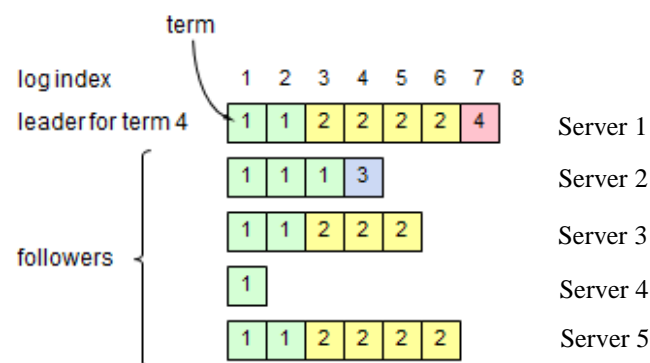 term
log index 1 2 3 4 5 6 7 8
leader for term 4 1 1 2 2 2 2 4 Server 1
1 1 1 3 Server 2
1 1 2 2 2 Server 3
followers
1 Server 4
1 1 2 2 2 2 Server 5